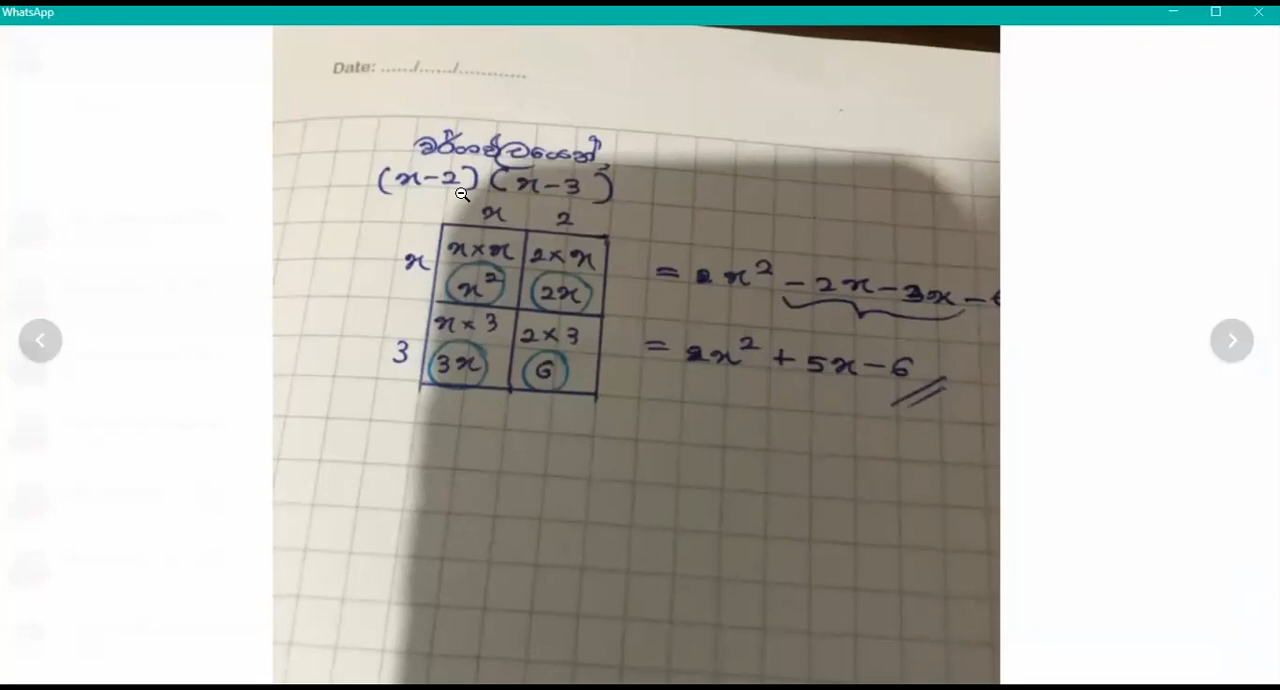 WhatsApp
Date: ....../....../............
වර්ගඵලයෙන්,
(x-2) (x-3)
x 2
x x×x 2×x
x² 2x
x×3 2×3
3 3x 6
= x² - 2x - 3x -
= x² + 5x - 6